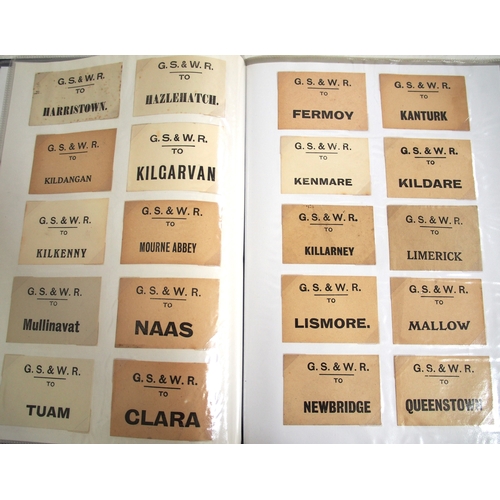 G. S. & W. R.
TO
HARRISTOWN.
G. S. & W. R.
TO
HAZLEHATCH.
G. S. & W. R.
TO
KILDANGAN
G. S. & W. R.
TO
KILGARVAN
G. S. & W. R.
TO
KILKENNY
G. S. & W. R.
TO
MOURNE ABBEY
G. S. & W. R.
TO
Mullinavat
G. S. & W. R.
TO
NAAS
G. S. & W. R.
TO
TUAM
G. S. & W. R.
TO
CLARA
G. S. & W. R.
TO
FERMOY
G. S. & W. R.
TO
KANTURK
G. S. & W. R.
TO
KENMARE
G. S. & W. R.
TO
KILDARE
G. S. & W. R.
TO
KILLARNEY
G. S. & W. R.
TO
LIMERICK
G. S. & W. R.
TO
LISMORE.
G. S. & W. R.
TO
MALLOW
G. S. & W. R.
TO
NEWBRIDGE
G. S. & W. R.
TO
QUEENSTOWN